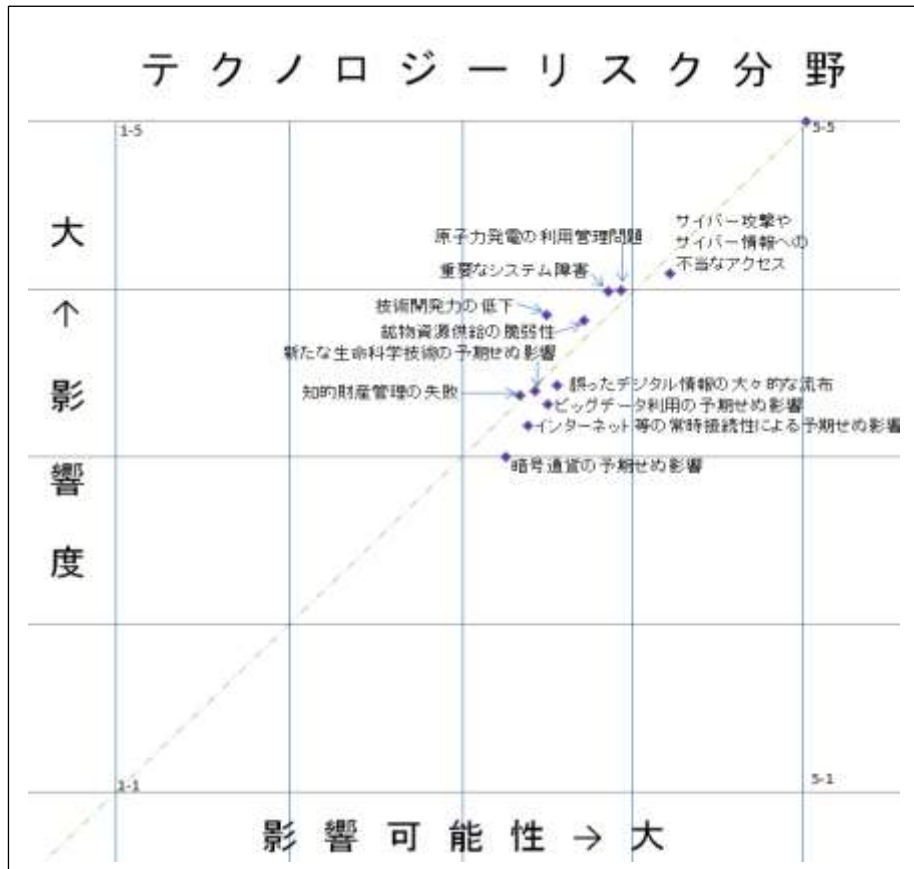 テクノロジーリスク分野
1-5
5-5
大
↑
影
響
度
サイバー攻撃や
サイバー情報への
不当なアクセス
原子力発電の利用管理問題
重要なシステム障害
技術開発力の低下
鉱物資源供給の脆弱性
新たな生命科学技術の予期せぬ影響
知的財産管理の失敗
誤ったデジタル情報の大々的な流布
ビッグデータ利用の予期せぬ影響
インターネット等の常時接続性による予期せぬ影響
暗号通貨の予期せぬ影響
1-1
5-1
影響可能性→大